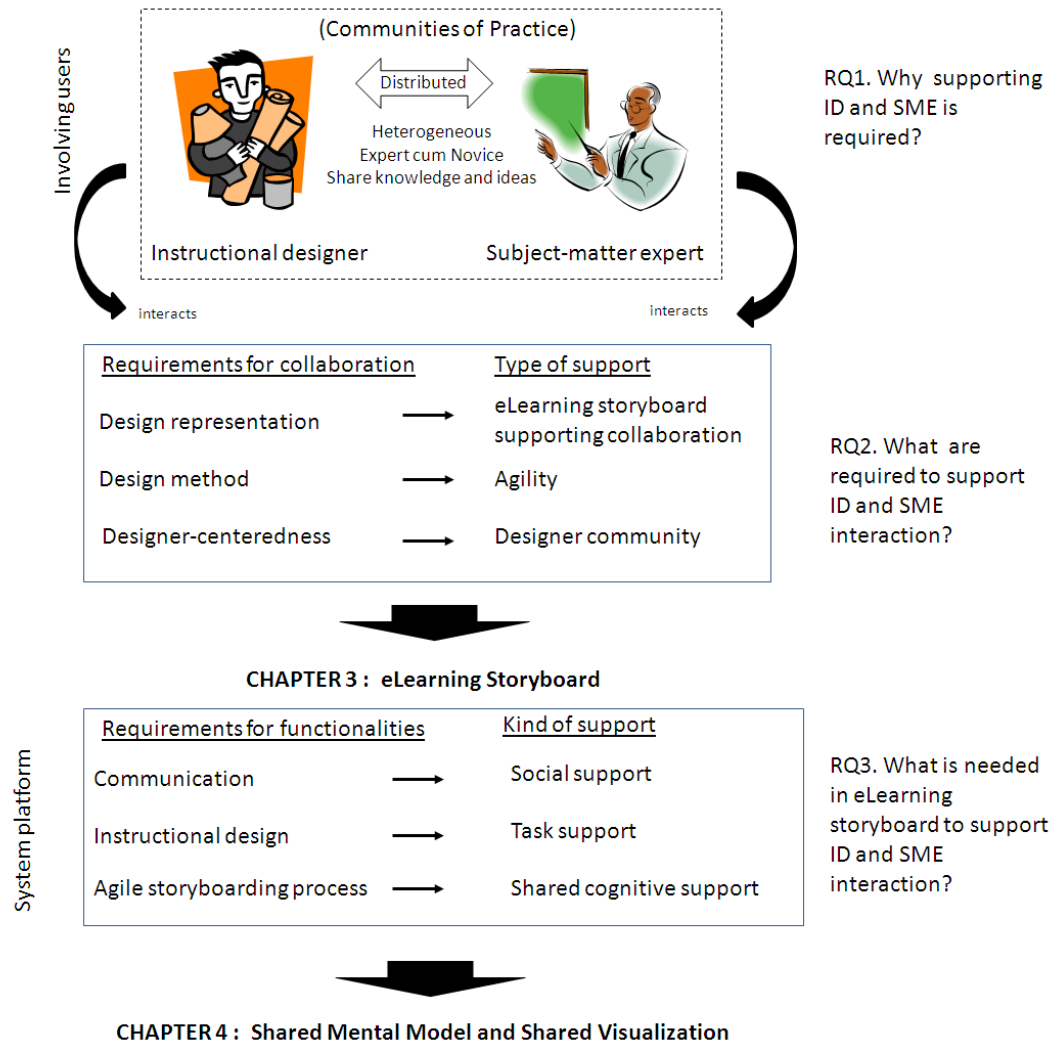 Involving users
(Communities of Practice)
Distributed
Heterogeneous
Expert cum Novice
Share knowledge and ideas
Instructional designer
Subject-matter expert
RQ1. Why supporting
ID and SME is
required?
interacts
interacts
Requirements for collaboration
Type of support
Design representation
eLearning storyboard
supporting collaboration
Design method
Agility
Designer-centeredness
Designer community
RQ2. What are
required to support
ID and SME
interaction?
CHAPTER 3 : eLearning Storyboard
System platform
Requirements for functionalities
Kind of support
Communication
Social support
Instructional design
Task support
Agile storyboarding process
Shared cognitive support
RQ3. What is needed
in eLearning
storyboard to support
ID and SME
interaction?
CHAPTER 4 : Shared Mental Model and Shared Visualization